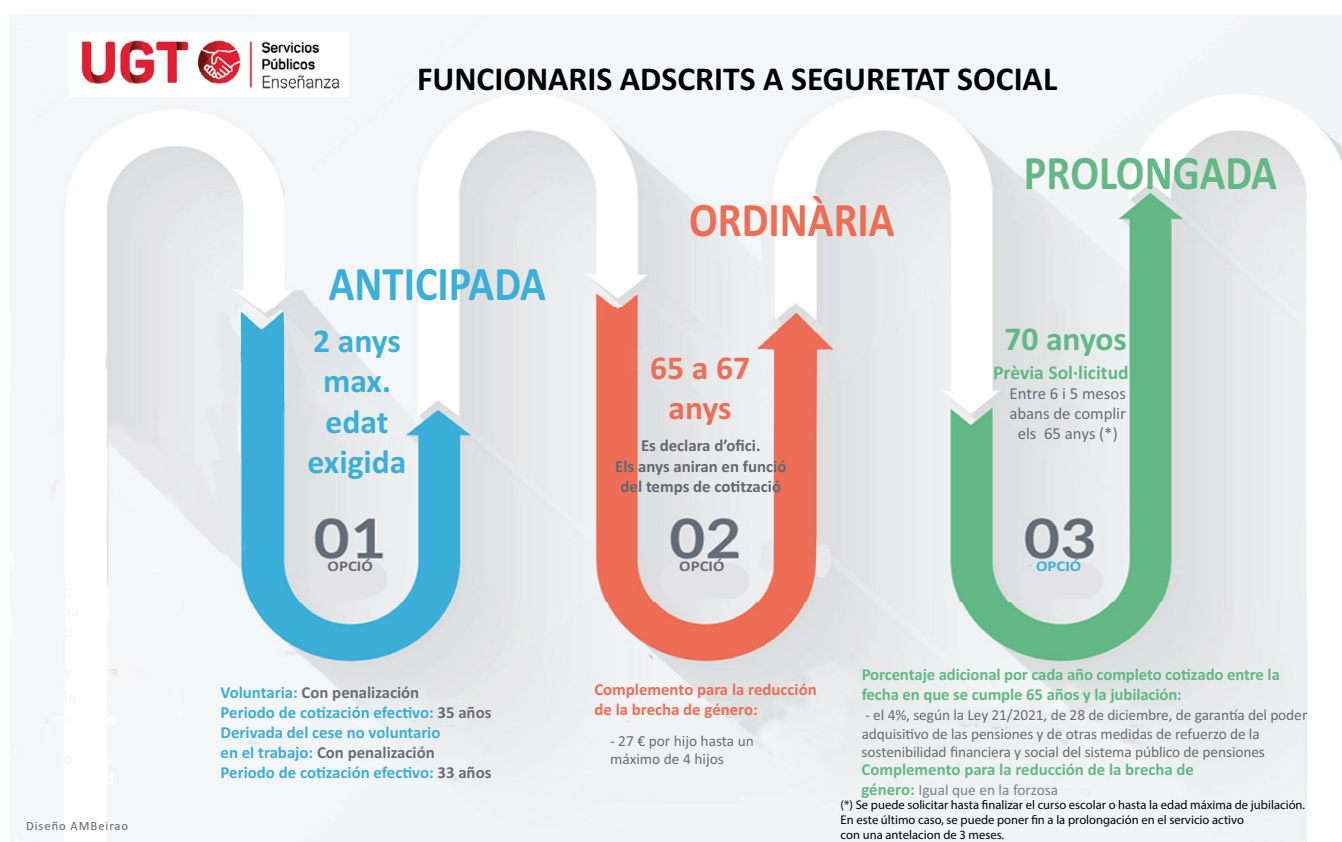 UGT
Servicios
Públicos
Enseñanza
FUNCIONARIS ADSCRITS A SEGURETAT SOCIAL
ANTICIPADA
2 anys
max.
edat
exigida
01
OPCIÓ
Voluntaria: Con penalización
Periodo de cotización efectivo: 35 años
Derivada del cese no voluntario
en el trabajo: Con penalización
Periodo de cotización efectivo: 33 años
ORDINÀRIA
65 a 67
anys
Es declara d'ofici.
Els anys aniran en funció
del temps de cotització
02
OPCIÓ
Complemento para la reducción
de la brecha de género:
- 27 € por hijo hasta un
máximo de 4 hijos
PROLONGADA
70 anyos
Prèvia Sol·licitud
Entre 6 i 5 mesos
abans de complir
els 65 anys (*)
03
OPCIÓ
Porcentaje adicional por cada año completo cotizado entre la
fecha en que se cumple 65 años y la jubilación:
- el 4%, según la Ley 21/2021, de 28 de diciembre, de garantía del poder
adquisitivo de las pensiones y de otras medidas de refuerzo de la
sostenibilidad financiera y social del sistema público de pensiones
Complemento para la reducción de la brecha de
género: Igual que en la forzosa
(*) Se puede solicitar hasta finalizar el curso escolar o hasta la edad máxima de jubilación.
En este último caso, se puede poner fin a la prolongación en el servicio activo
con una antelacion de 3 meses.
Diseño AMBeirao